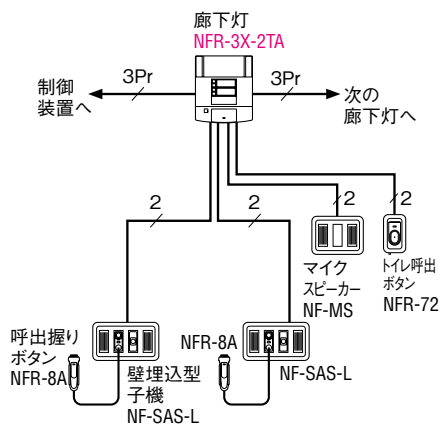 廊下灯
NFR-3X-2TA
3Pr
3Pr
制御
装置へ
次の
廊下灯へ
2
2
2
2
マイク
スピーカー
NF-MS
トイレ呼出
ボタン
NFR-72
呼出握り
ボタン
NFR-8A
壁埋込型
子機
NF-SAS-L
NFR-8A
NF-SAS-L